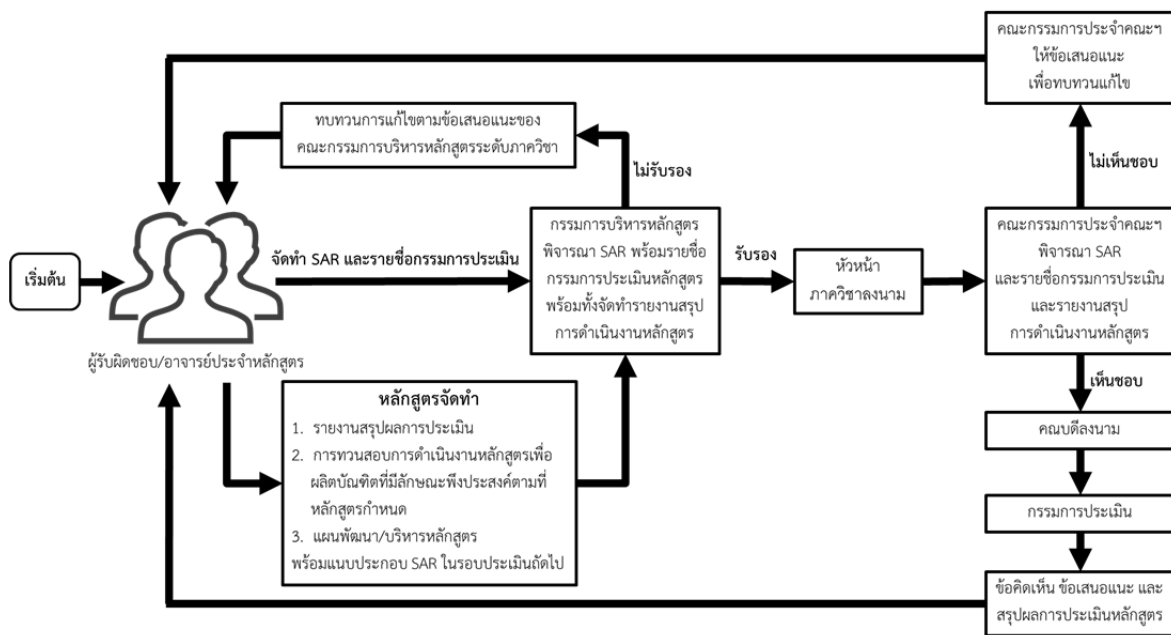 คณะกรรมการประจำคณะฯ
ให้ข้อเสนอแนะ
เพื่อทบทวนแก้ไข
ทบทวนการแก้ไขตามข้อเสนอแนะของ
คณะกรรมการบริหารหลักสูตรระดับภาควิชา
ไม่รับรอง
ไม่เห็นชอบ
เริ่มต้น
ผู้รับผิดชอบ/อาจารย์ประจำหลักสูตร
จัดทำ SAR และรายชื่อกรรมการประเมิน
กรรมการบริหารหลักสูตร
พิจารณา SAR พร้อมรายชื่อ
กรรมการประเมินหลักสูตร
พร้อมทั้งจัดทำรายงานสรุป
การดำเนินงานหลักสูตร
รับรอง
หัวหน้า
ภาควิชาลงนาม
คณะกรรมการประจำคณะฯ
พิจารณา SAR
และรายชื่อกรรมการประเมิน
และรายงานสรุป
การดำเนินงานหลักสูตร
เห็นชอบ
หลักสูตรจัดทำ
1. รายงานสรุปผลการประเมิน
2. การทวนสอบการดำเนินงานหลักสูตรเพื่อ
ผลิตบัณฑิตที่มีลักษณะพึงประสงค์ตามที่
หลักสูตรกำหนด
3. แผนพัฒนา/บริหารหลักสูตร
พร้อมแนบประกอบ SAR ในรอบประเมินถัดไป
คณบดีลงนาม
กรรมการประเมิน
ข้อคิดเห็น ข้อเสนอแนะ และ
สรุปผลการประเมินหลักสูตร